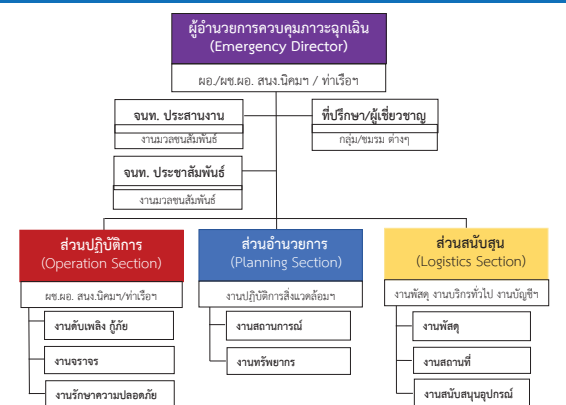 ผู้อำนวยการควบคุมภาวะฉุกเฉิน
(Emergency Director)
ผอ./ผช.ผอ. สนง.นิคมฯ / ท่าเรือฯ
จนท. ประสานงาน
งานมวลชนสัมพันธ์
ที่ปรึกษา/ผู้เชี่ยวชาญ
กลุ่ม/ชมรม ต่างๆ
จนท. ประชาสัมพันธ์
งานมวลชนสัมพันธ์
ส่วนปฏิบัติการ
(Operation Section)
ผช.ผอ. สนง.นิคมฯ/ท่าเรือฯ
งานดับเพลิง กู้ภัย
งานจราจร
งานรักษาความปลอดภัย
ส่วนอำนวยการ
(Planning Section)
งานปฏิบัติการสิ่งแวดล้อมฯ
งานสถานการณ์
งานทรัพยากร
ส่วนสนับสุน
(Logistics Section)
งานพัสดุ งานบริกรทั่วไป งานบัญชีฯ
งานพัสดุ
งานสถานที่
งานสนับสนุนอุปกรณ์